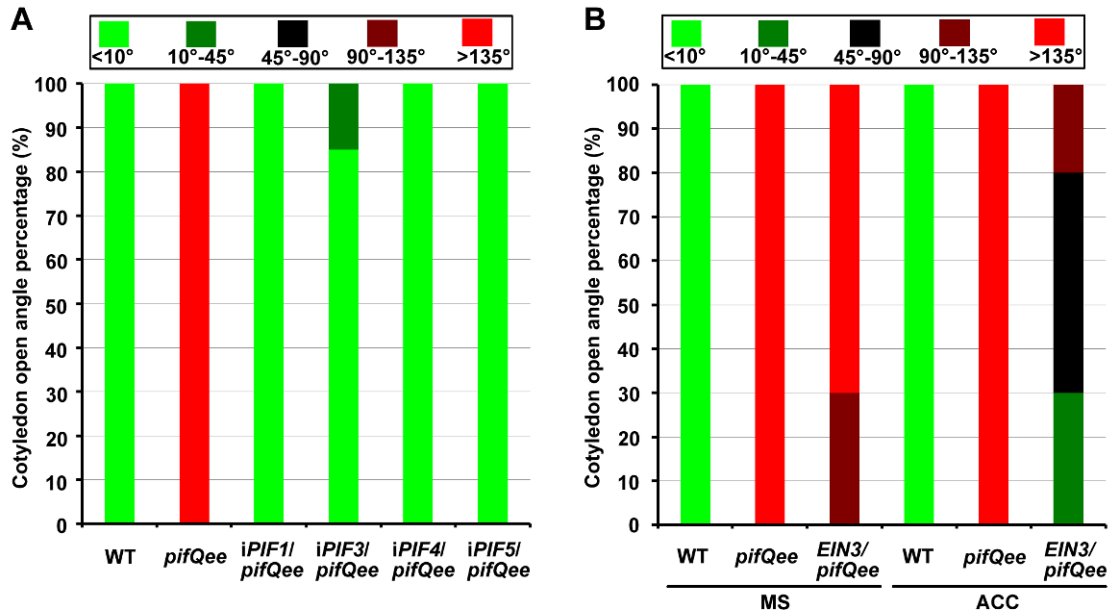 A
<10° 10°-45° 45°-90° 90°-135° >135°
Cotyledon open angle percentage (%)
100
90
80
70
60
50
40
30
20
10
0
WT pifQee iPIF1/ iPIF3/ iPIF4/ iPIF5/
pifQee pifQee pifQee pifQee
B
<10° 10°-45° 45°-90° 90°-135° >135°
Cotyledon open angle percentage (%)
100
90
80
70
60
50
40
30
20
10
0
WT pifQee EIN3/ WT pifQee EIN3/
pifQee pifQee
MS ACC